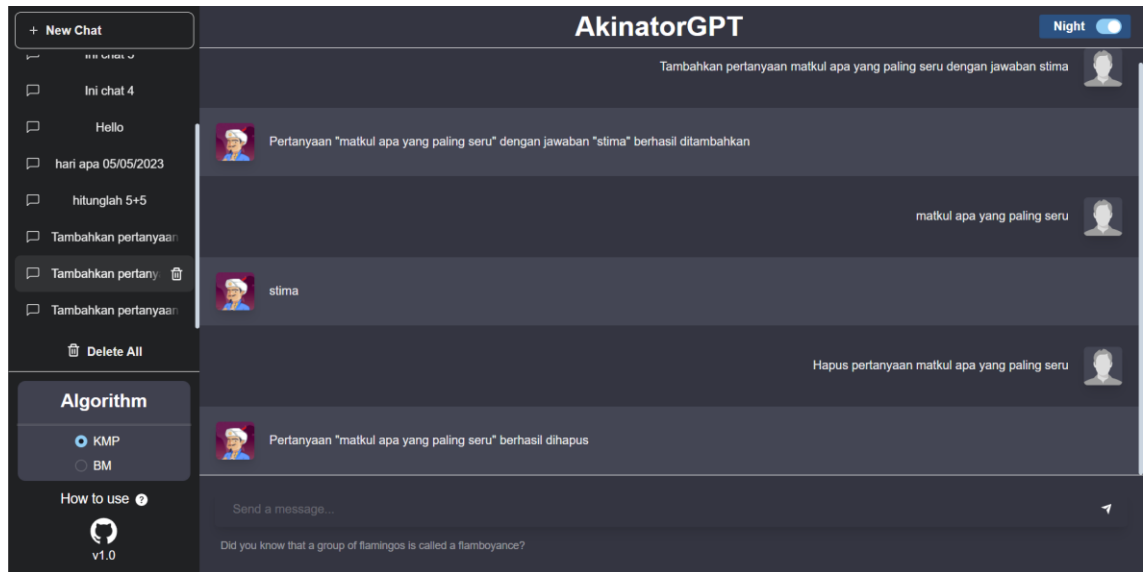 + New Chat
Ini chat 4
Hello
hari apa 05/05/2023
hitunglah 5+5
Tambahkan pertanyaan
Tambahkan pertany
Tambahkan pertanyaan
Delete All
Algorithm
KMP
BM
How to use ?
v1.0
AkinatorGPT
Night
Tambahkan pertanyaan matkul apa yang paling seru dengan jawaban stima
Pertanyaan "matkul apa yang paling seru" dengan jawaban "stima" berhasil ditambahkan
matkul apa yang paling seru
stima
Hapus pertanyaan matkul apa yang paling seru
Pertanyaan "matkul apa yang paling seru" berhasil dihapus
Send a message...
Did you know that a group of flamingos is called a flamboyance?